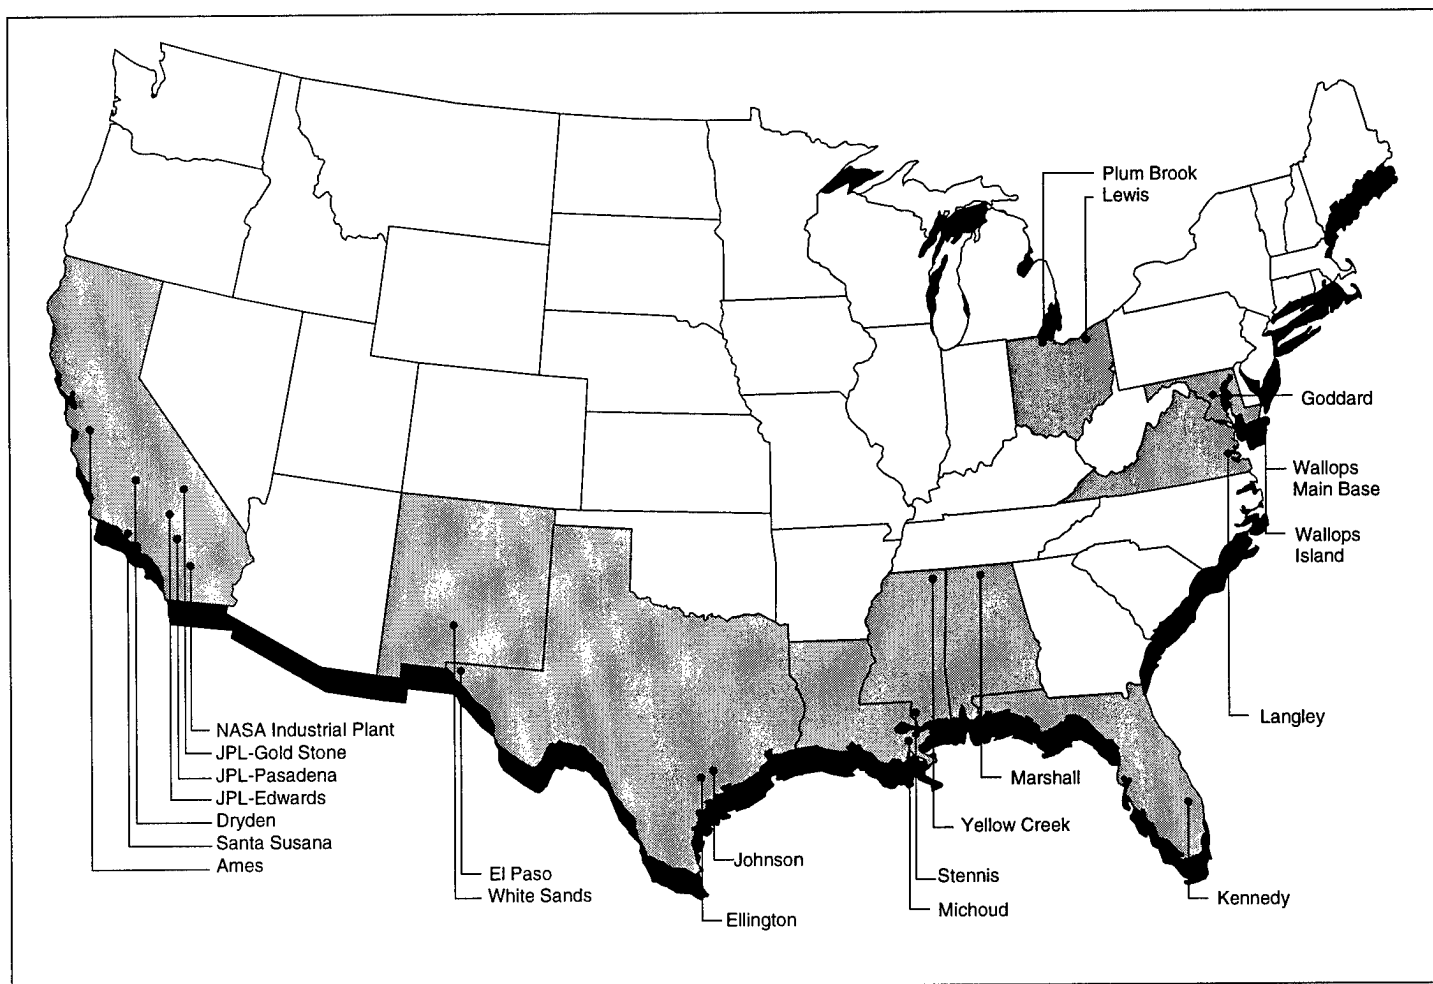 Plum Brook
Lewis
Goddard
Wallops
Main Base
Wallops
Island
Langley
NASA Industrial Plant
JPL-Gold Stone
JPL-Pasadena
JPL-Edwards
Dryden
Santa Susana
Ames
El Paso
White Sands
Johnson
Ellington
Marshall
Yellow Creek
Stennis
Michoud
Kennedy